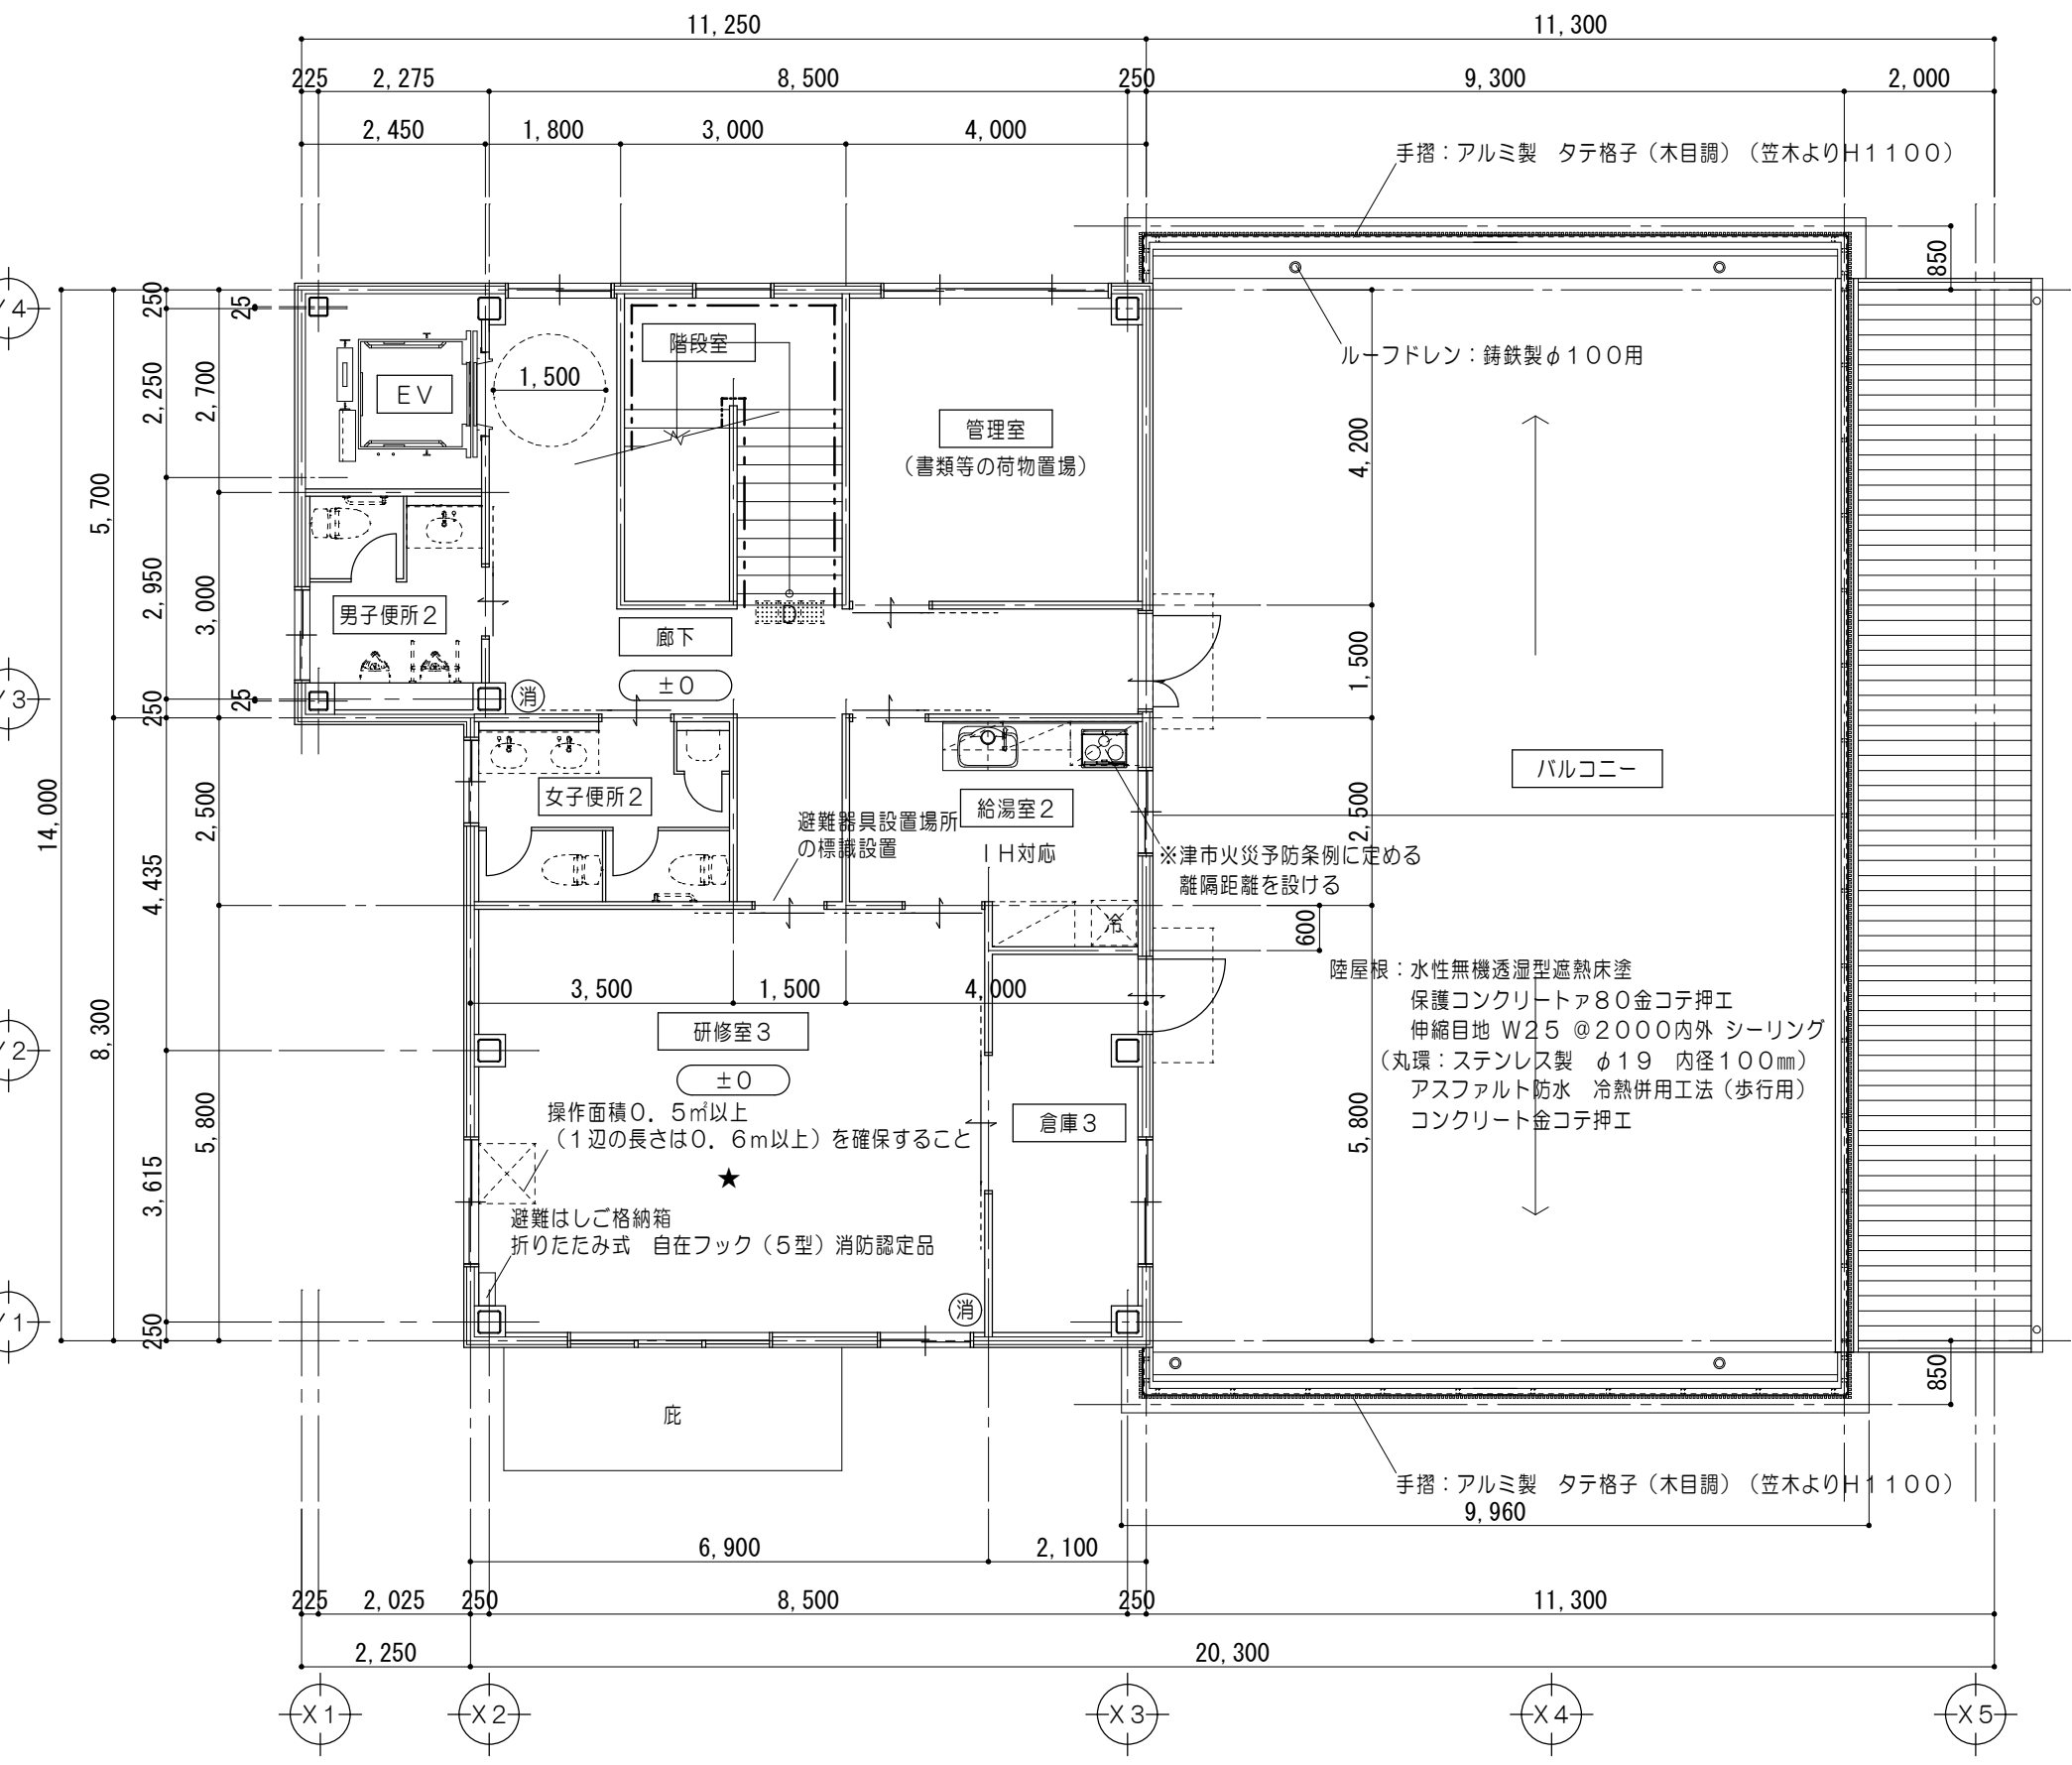 11,250
11,300
225
2,275
8,500
250
9,300
2,000
2,450
1,800
3,000
4,000
手摺：アルミ製　タテ格子（木目調）（笠木よりＨ１１００）
850
250
25
階段室
ルーフドレン：鋳鉄製φ１００用
1,500
ＥＶ
2,250
2,700
管理室
（書類等の荷物置場）
4,200
5,700
2,950
3,000
男子便所２
D
廊下
±０
1,500
250
25
消
バルコニー
女子便所２
給湯室２
2,500
2,500
避難器具設置場所
の標識設置
ＩＨ対応
※津市火災予防条例に定める
離隔距離を設ける
14,000
4,435
冷
600
陸屋根：水性無機透湿型遮熱床塗
保護コンクリートァ８０金コテ押エ
伸縮目地 Ｗ２５ ＠２０００内外 シーリング
（丸環：ステンレス製　φ１９　内径１００㎜）
アスファルト防水　冷熱併用工法（歩行用）
コンクリート金コテ押エ
3,500
1,500
4,000
研修室３
±０
8,300
5,800
5,800
操作面積０．５㎡以上
（１辺の長さは０．６ｍ以上）を確保すること
倉庫３
★
3,615
避難はしご格納箱
折りたたみ式　自在フック（５型）消防認定品
消
250
850
庇
手摺：アルミ製　タテ格子（木目調）（笠木よりＨ１１００）
9,960
6,900
2,100
225
2,025
250
8,500
250
11,300
2,250
20,300
Ｘ１
Ｘ２
Ｘ３
Ｘ４
Ｘ５
Ｙ４
Ｙ３
Ｙ２
Ｙ１